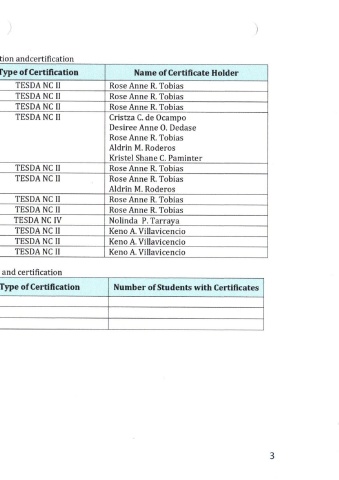 tion andcertification
Type of Certification Name of Certificate Holder
TESDA NC II Rose Anne R. Tobias
TESDA NC II Rose Anne R. Tobias
TESDA NC II Rose Anne R. Tobias
TESDA NC II Cristza C. de Ocampo
Desiree Anne O. Dedase
Rose Anne R. Tobias
Aldrin M. Roderos
Kristel Shane C. Paminter
TESDA NC II Rose Anne R. Tobias
TESDA NC II Rose Anne R. Tobias
Aldrin M. Roderos
TESDA NC II Rose Anne R. Tobias
TESDA NC II Rose Anne R. Tobias
TESDA NC IV Nolinda P. Tarraya
TESDA NC II Keno A. Villavicencio
TESDA NC II Keno A. Villavicencio
TESDA NC II Keno A. Villavicencio
and certification
Type of Certification Number of Students with Certificates
3